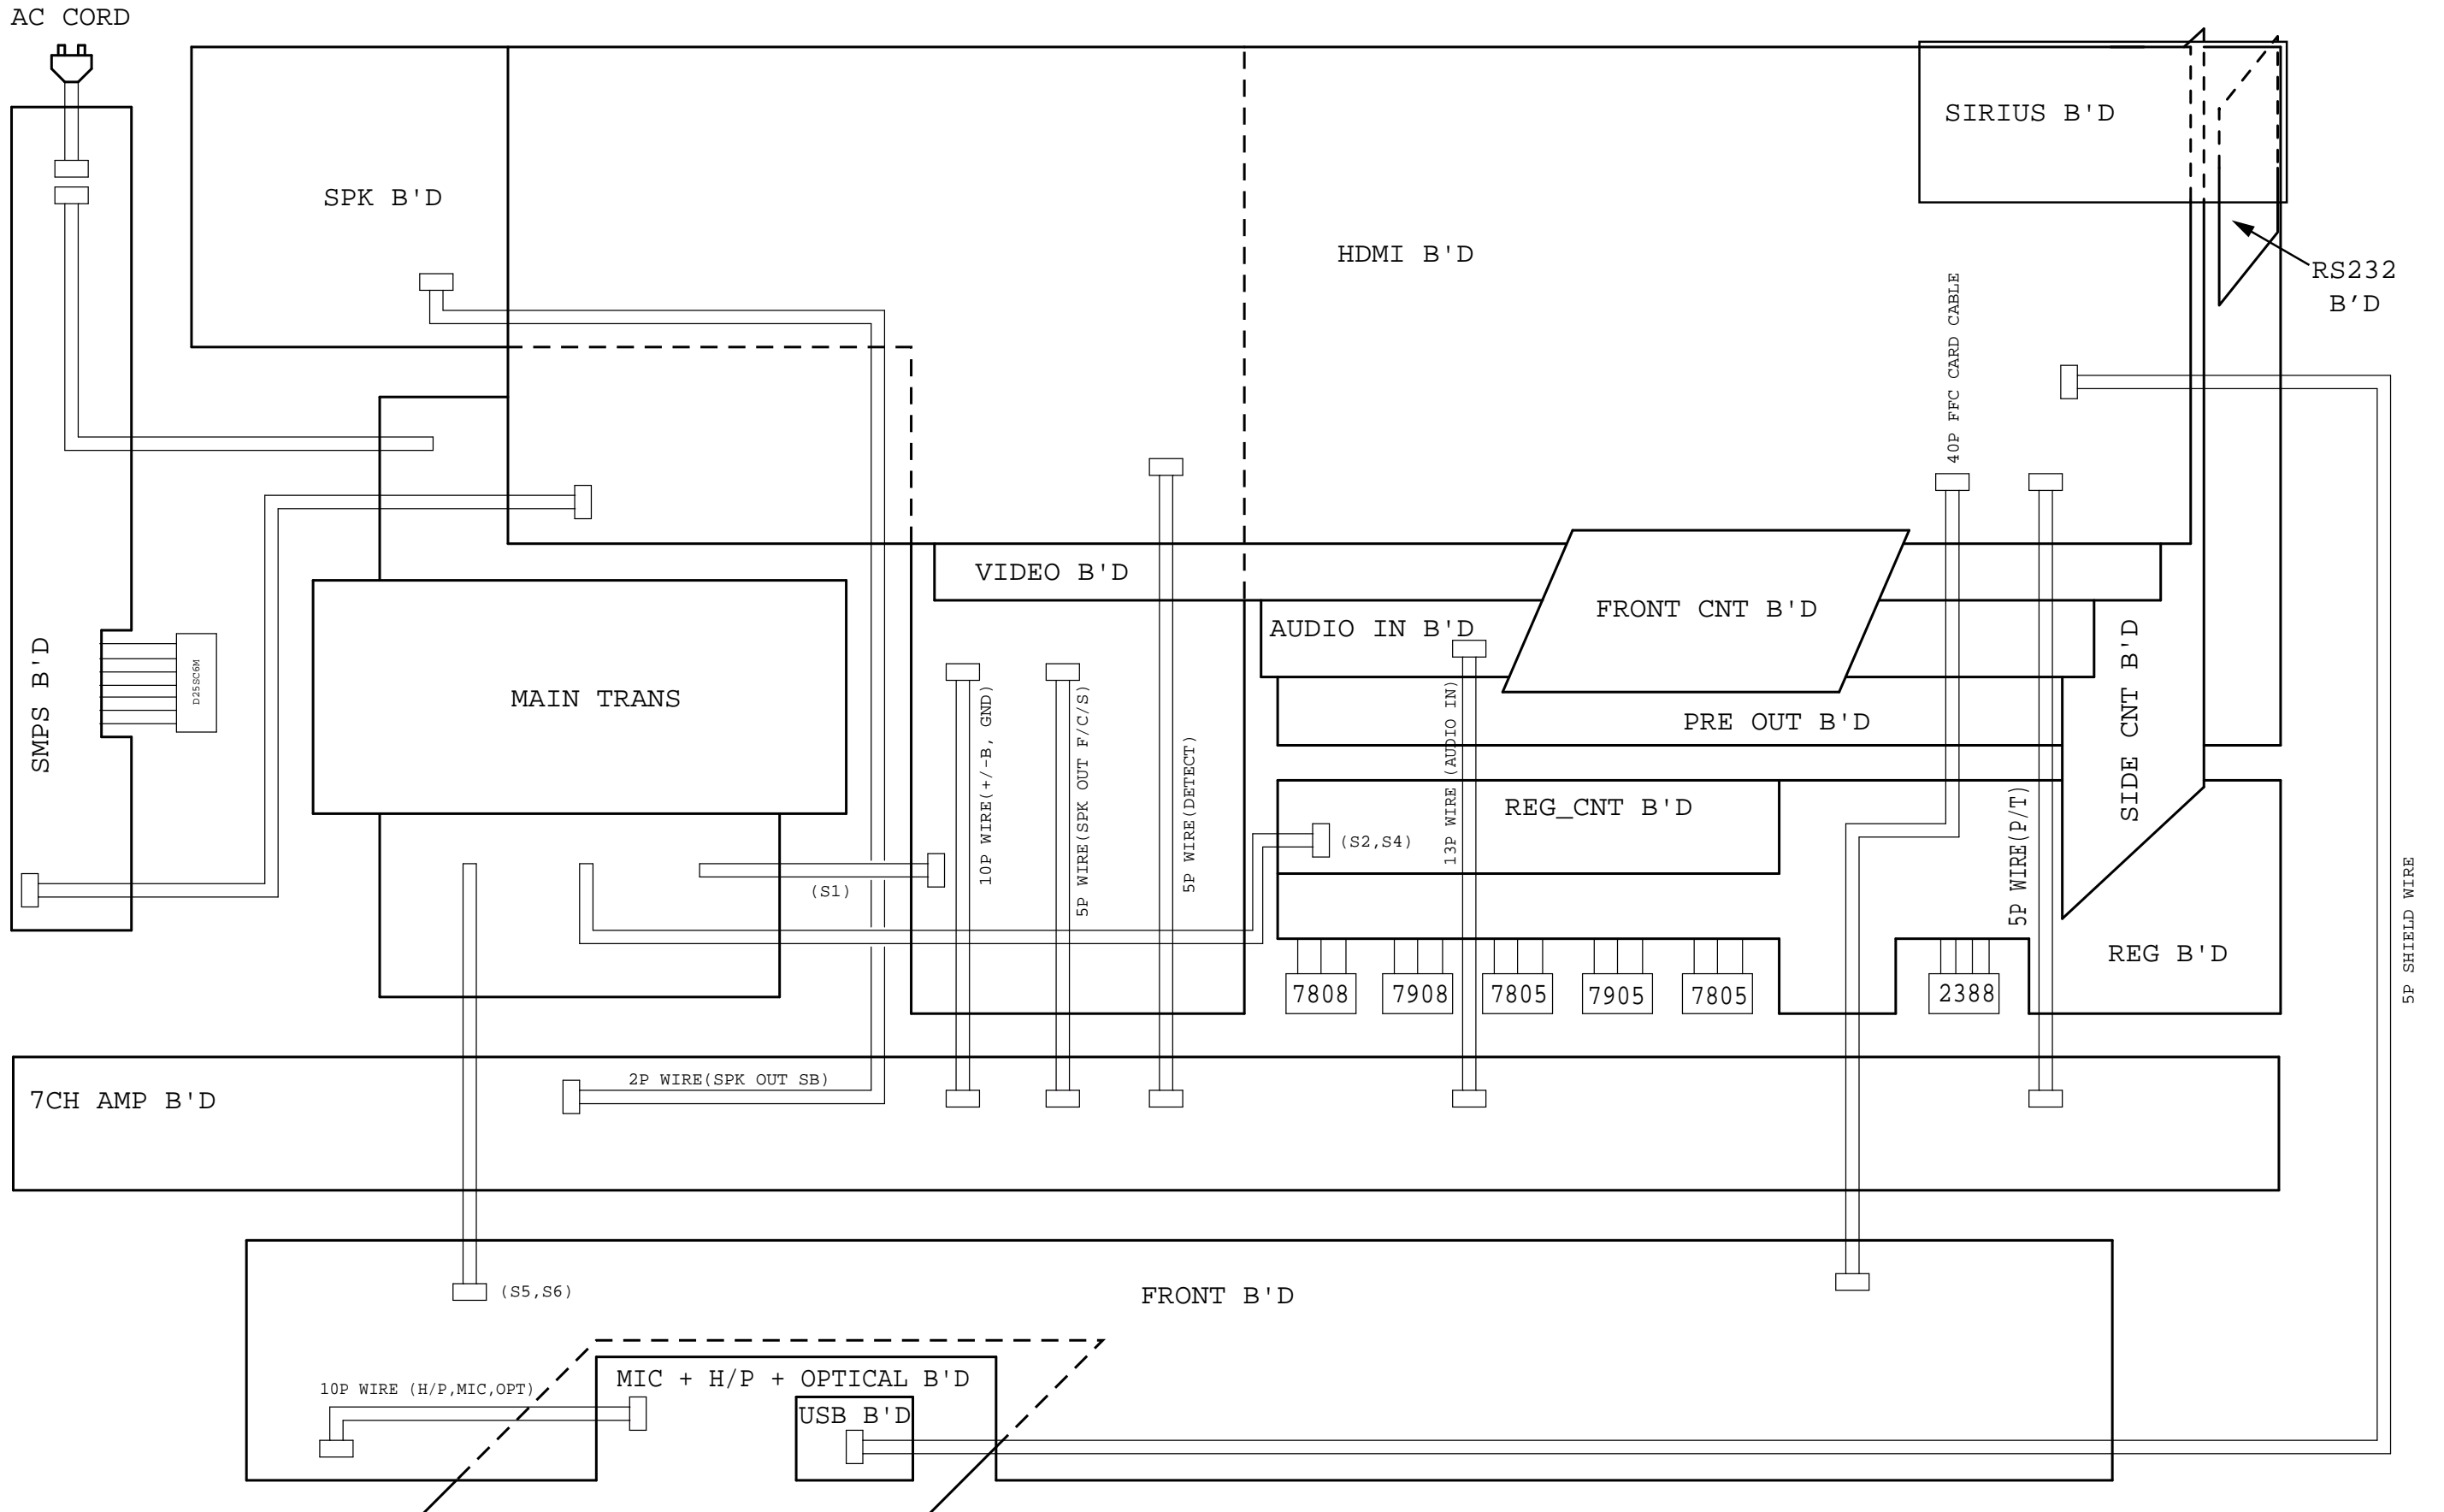 AC CORD
SIRIUS B'D
SPK B'D
HDMI B'D
RS232
B'D
40P FFC CARD CABLE
VIDEO B'D
FRONT CNT B'D
AUDIO IN B'D
SMPS B'D
D25SC6M
MAIN TRANS
SIDE CNT B'D
PRE OUT B'D
10P WIRE(+/-B, GND)
5P WIRE(SPK OUT F/C/S)
5P WIRE(DETECT)
13P WIRE (AUDIO IN)
REG_CNT B'D
5P WIRE(P/T)
(S2,S4)
(S1)
5P SHIELD WIRE
REG B'D
7808
7908
7805
7905
7805
2388
2P WIRE(SPK OUT SB)
7CH AMP B'D
(S5,S6)
FRONT B'D
MIC + H/P + OPTICAL B'D
10P WIRE (H/P,MIC,OPT)
USB B'D